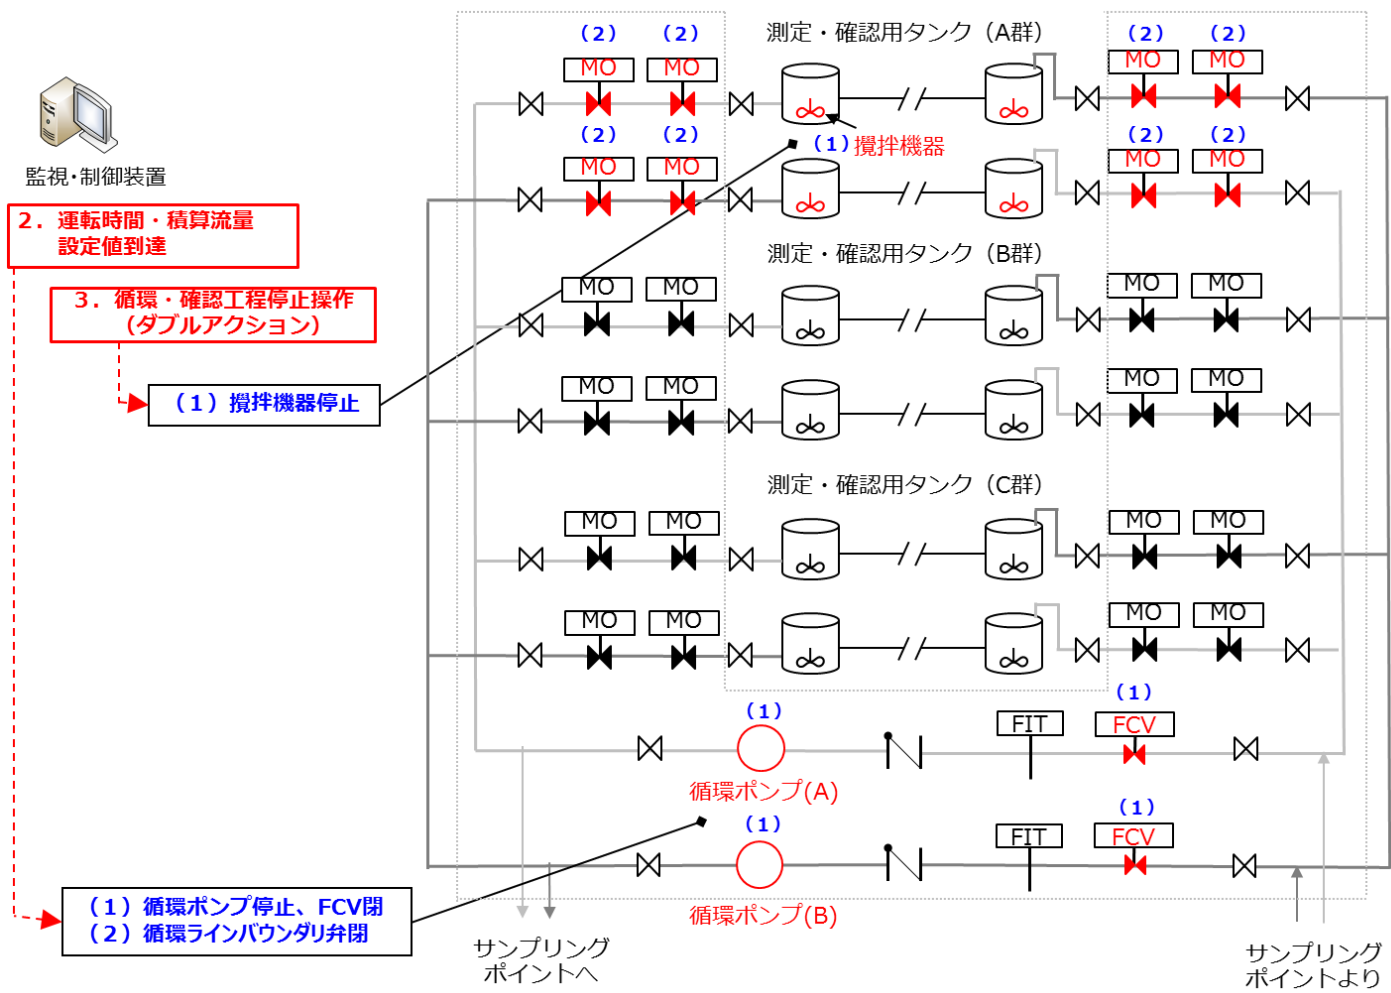 測定・確認用タンク（A群）
（2）
（2）
（2）
（2）
MO
MO
MO
MO
（2）
（2）
（1）攪拌機器
（2）
（2）
MO
MO
MO
MO
監視･制御装置
2．運転時間・積算流量
設定値到達
測定・確認用タンク（B群）
3．循環・確認工程停止操作
（ダブルアクション）
MO
MO
MO
MO
（1）攪拌機器停止
MO
MO
MO
MO
測定・確認用タンク（C群）
MO
MO
MO
MO
MO
MO
MO
MO
（1）
（1）
FIT
FCV
循環ポンプ(A)
（1）
（1）
FIT
FCV
循環ポンプ(B)
（1）循環ポンプ停止、FCV閉
（2）循環ラインバウンダリ弁閉
サンプリング
ポイントへ
サンプリング
ポイントより